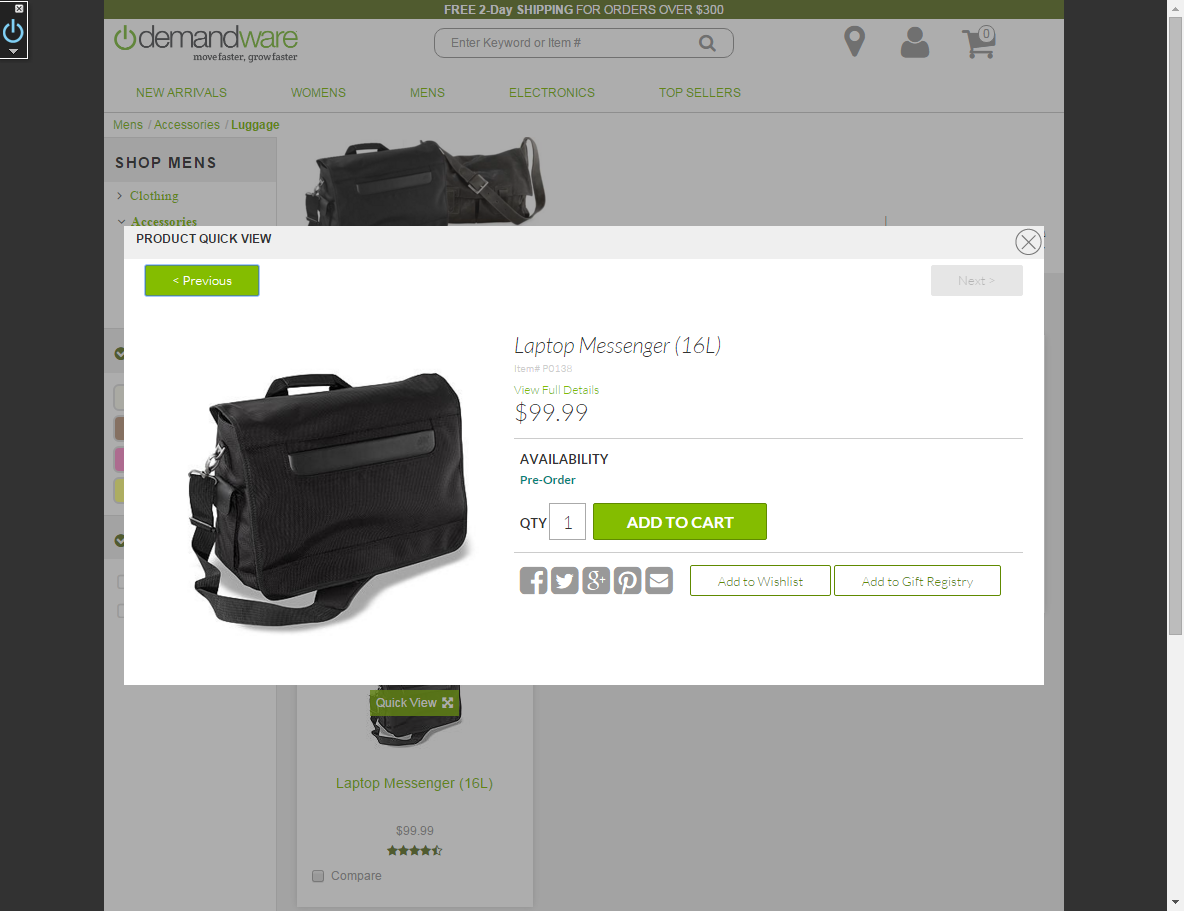 FREE 2-Day SHIPPING FOR ORDERS OVER $300
demandware
move faster, grow faster
Enter Keyword or Item #
0
NEW ARRIVALS WOMENS MENS ELECTRONICS TOP SELLERS
Mens / Accessories / Luggage
SHOP MENS
> Clothing
Accessories
PRODUCT QUICK VIEW
< Previous
Next >
Laptop Messenger (16L)
Item# P0138
View Full Details
$99.99
AVAILABILITY
Pre-Order
QTY 1 ADD TO CART
Add to Wishlist Add to Gift Registry
Quick View
Laptop Messenger (16L)
$99.99
Compare